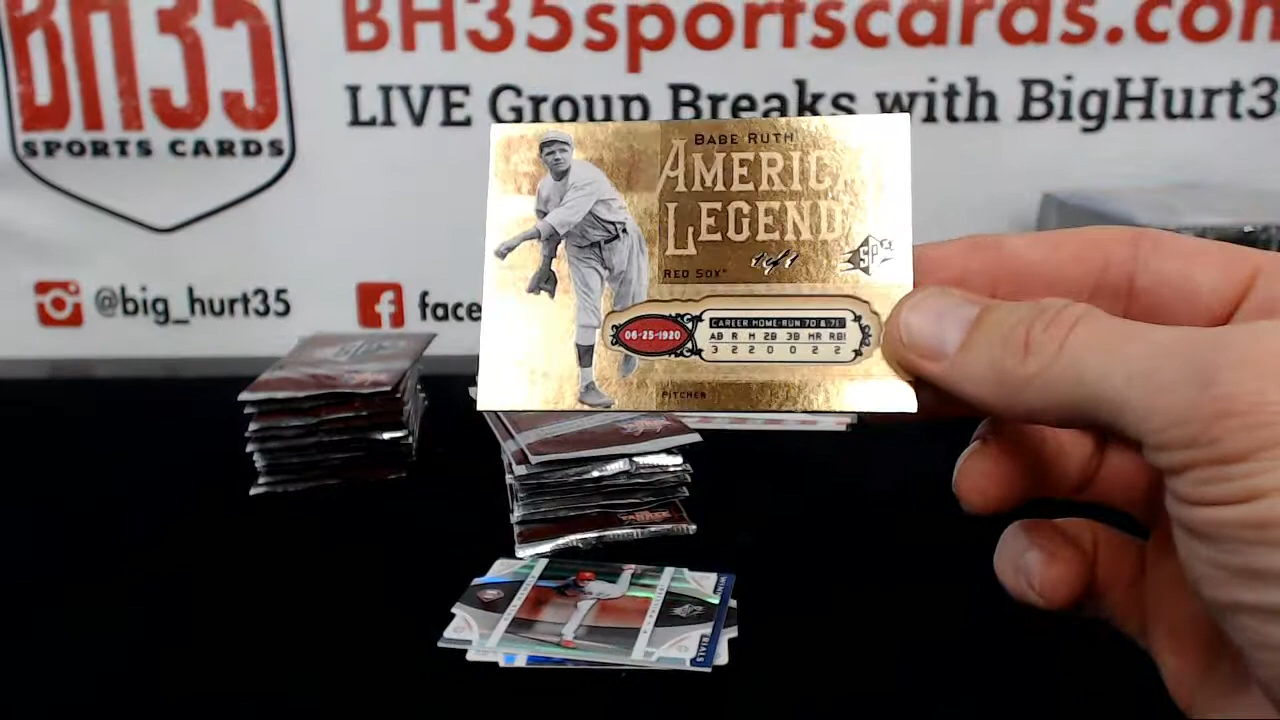 BH35
SPORTS CARDS
BH35sportscards.com
LIVE Group Breaks with BigHurt3
@big_hurt35
face
BABE RUTH
AMERIC
LEGEND
RED SOX
1 of 1
SPx
06-25-1920
CAREER HOME-RUN 70 & 71
AB R H 2B 3B HR RBI
3 2 2 0 0 2 2
PITCHER